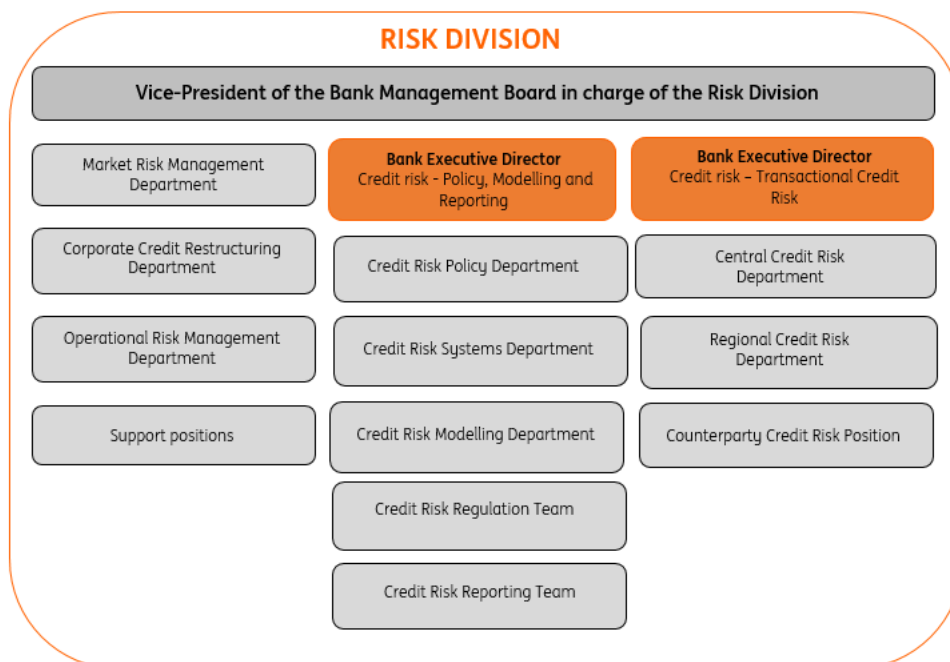 RISK DIVISION
Vice-President of the Bank Management Board in charge of the Risk Division
Market Risk Management
Department
Corporate Credit Restructuring
Department
Operational Risk Management
Department
Support positions
Bank Executive Director
Credit risk - Policy, Modelling and
Reporting
Credit Risk Policy Department
Credit Risk Systems Department
Credit Risk Modelling Department
Credit Risk Regulation Team
Credit Risk Reporting Team
Bank Executive Director
Credit risk – Transactional Credit
Risk
Central Credit Risk
Department
Regional Credit Risk
Department
Counterparty Credit Risk Position